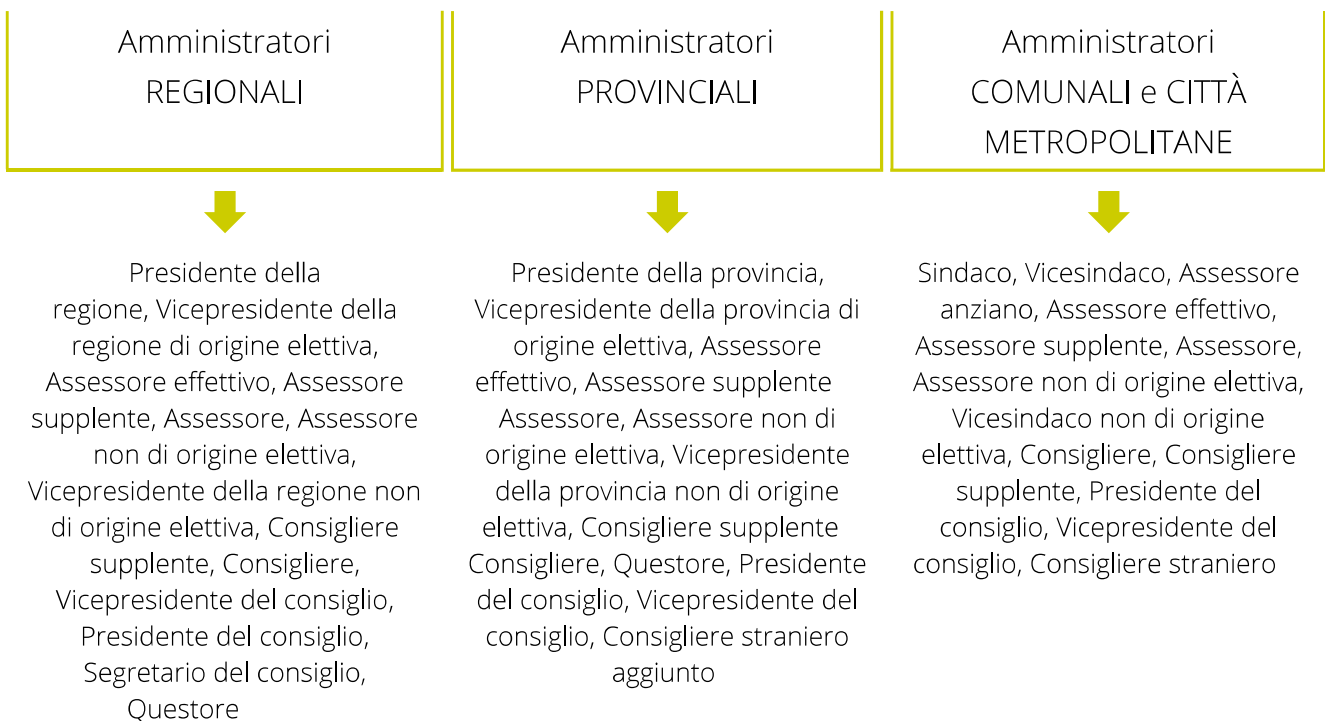 Amministratori
REGIONALI
Amministratori
PROVINCIALI
Amministratori
COMUNALI e CITTÀ
METROPOLITANE
Presidente della
regione, Vicepresidente della
regione di origine elettiva,
Assessore effettivo, Assessore
supplente, Assessore, Assessore
non di origine elettiva,
Vicepresidente della regione non
di origine elettiva, Consigliere
supplente, Consigliere,
Vicepresidente del consiglio,
Presidente del consiglio,
Segretario del consiglio,
Questore
Presidente della provincia,
Vicepresidente della provincia di
origine elettiva, Assessore
effettivo, Assessore supplente
Assessore, Assessore non di
origine elettiva, Vicepresidente
della provincia non di origine
elettiva, Consigliere supplente
Consigliere, Questore, Presidente
del consiglio, Vicepresidente del
consiglio, Consigliere straniero
aggiunto
Sindaco, Vicesindaco, Assessore
anziano, Assessore effettivo,
Assessore supplente, Assessore,
Assessore non di origine elettiva,
Vicesindaco non di origine
elettiva, Consigliere, Consigliere
supplente, Presidente del
consiglio, Vicepresidente del
consiglio, Consigliere straniero